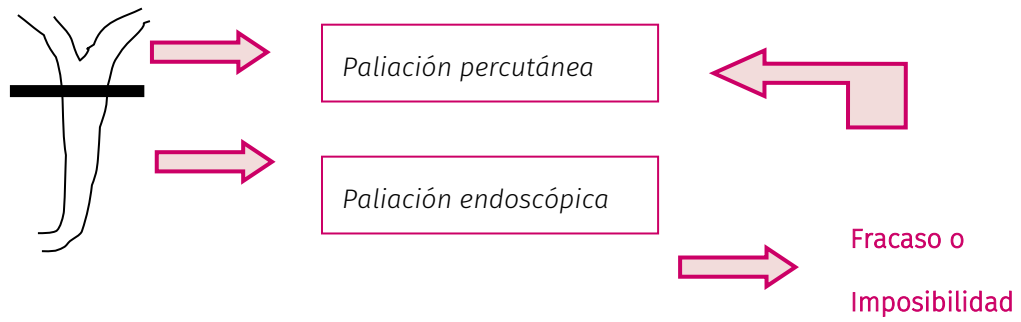 Paliación percutánea
Paliación endoscópica
Fracaso o
Imposibilidad